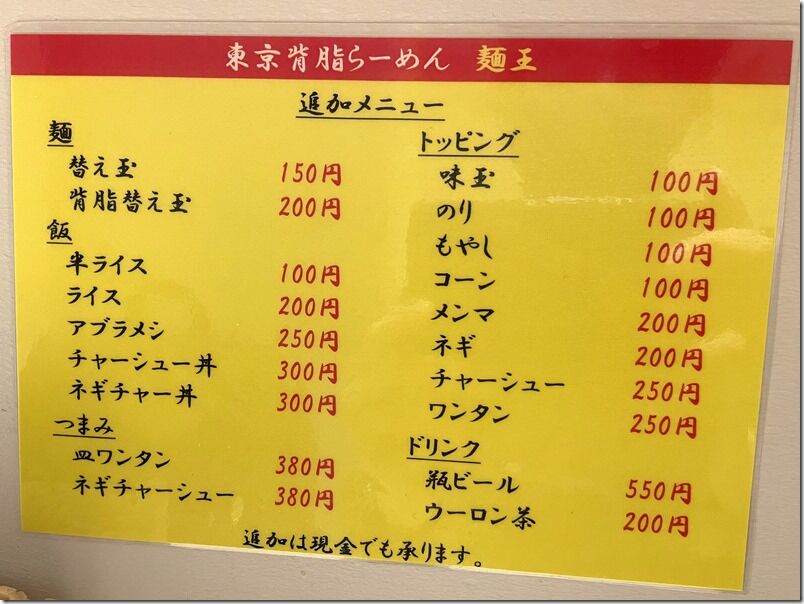 東京背脂らーめん 麺王
追加メニュー
麺
替え玉 150円
背脂替え玉 200円
飯
半ライス 100円
ライス 200円
アブラメシ 250円
チャーシュー丼 300円
ネギチャー丼 300円
つまみ
皿ワンタン 380円
ネギチャーシュー 380円
トッピング
味玉 100円
のり 100円
もやし 100円
コーン 100円
メンマ 200円
ネギ 200円
チャーシュー 250円
ワンタン 250円
ドリンク
瓶ビール 550円
ウーロン茶 200円
追加は現金でも承ります。